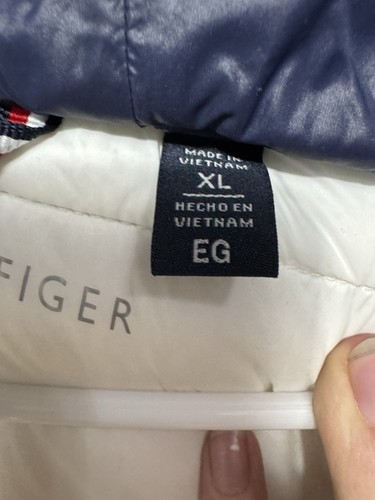 MADE IN
VIETNAM
XL
HECHO EN
VIETNAM
EG
FIGER